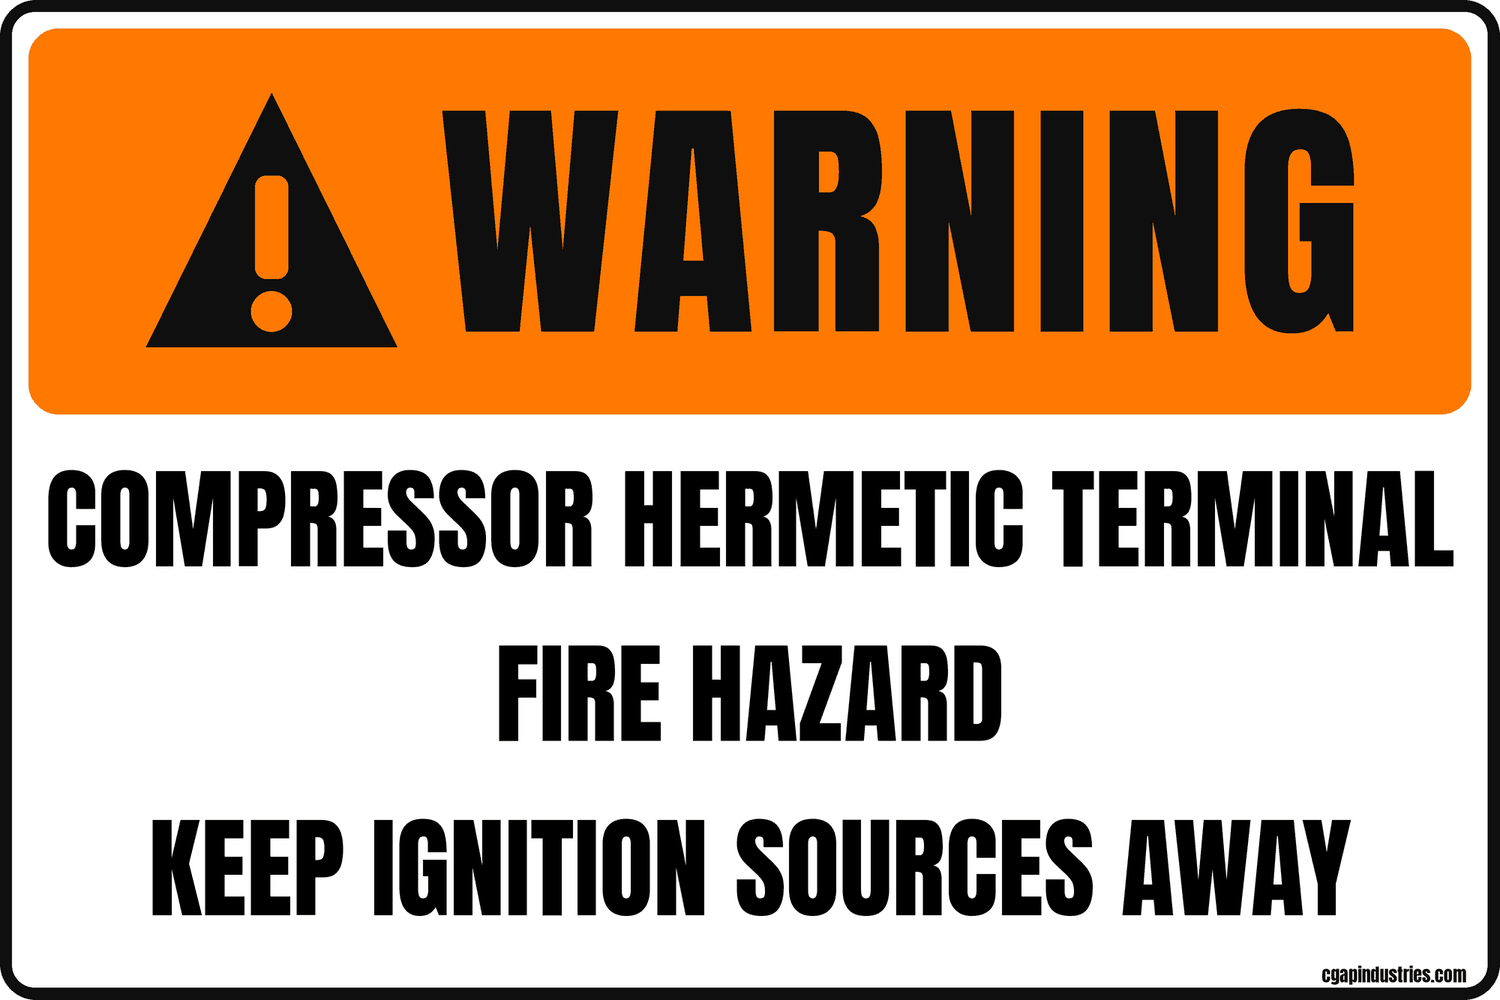 WARNING
COMPRESSOR HERMETIC TERMINAL
FIRE HAZARD
KEEP IGNITION SOURCES AWAY
cgapindustries.com